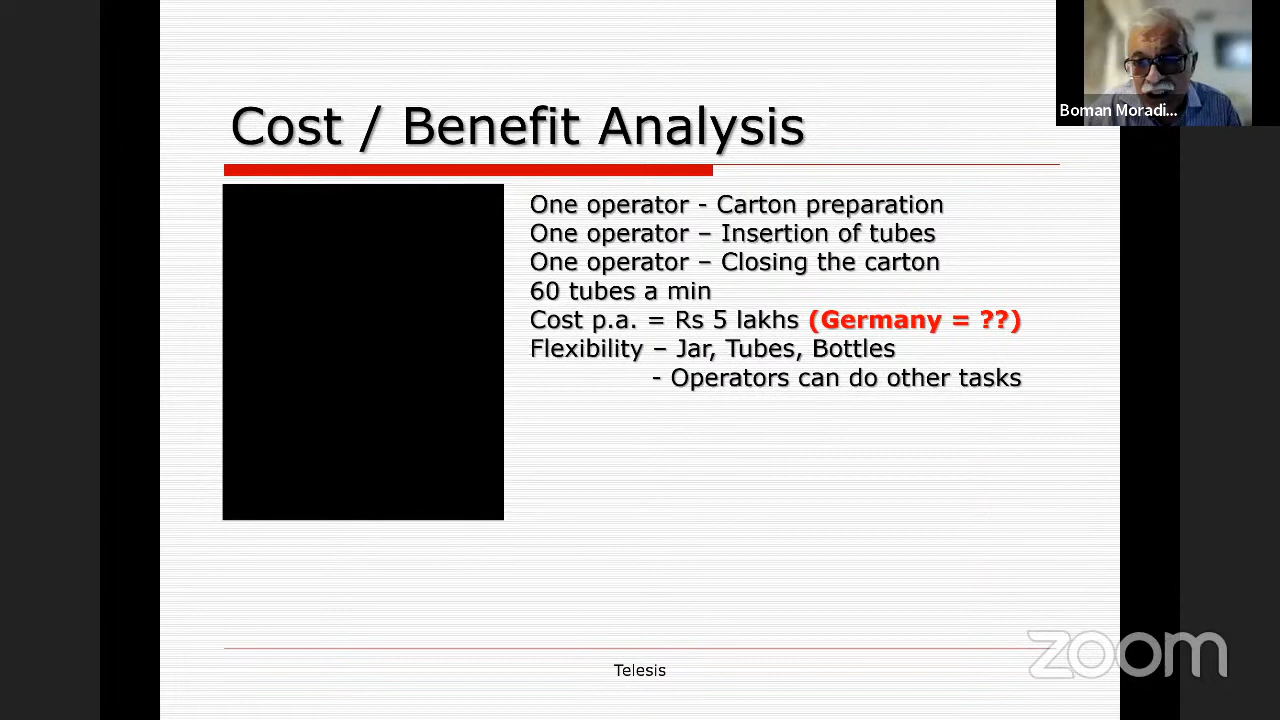 Cost / Benefit Analysis
One operator - Carton preparation
One operator – Insertion of tubes
One operator – Closing the carton
60 tubes a min
Cost p.a. = Rs 5 lakhs (Germany = ??)
Flexibility – Jar, Tubes, Bottles
- Operators can do other tasks
Telesis
Boman Moradi...
zoom